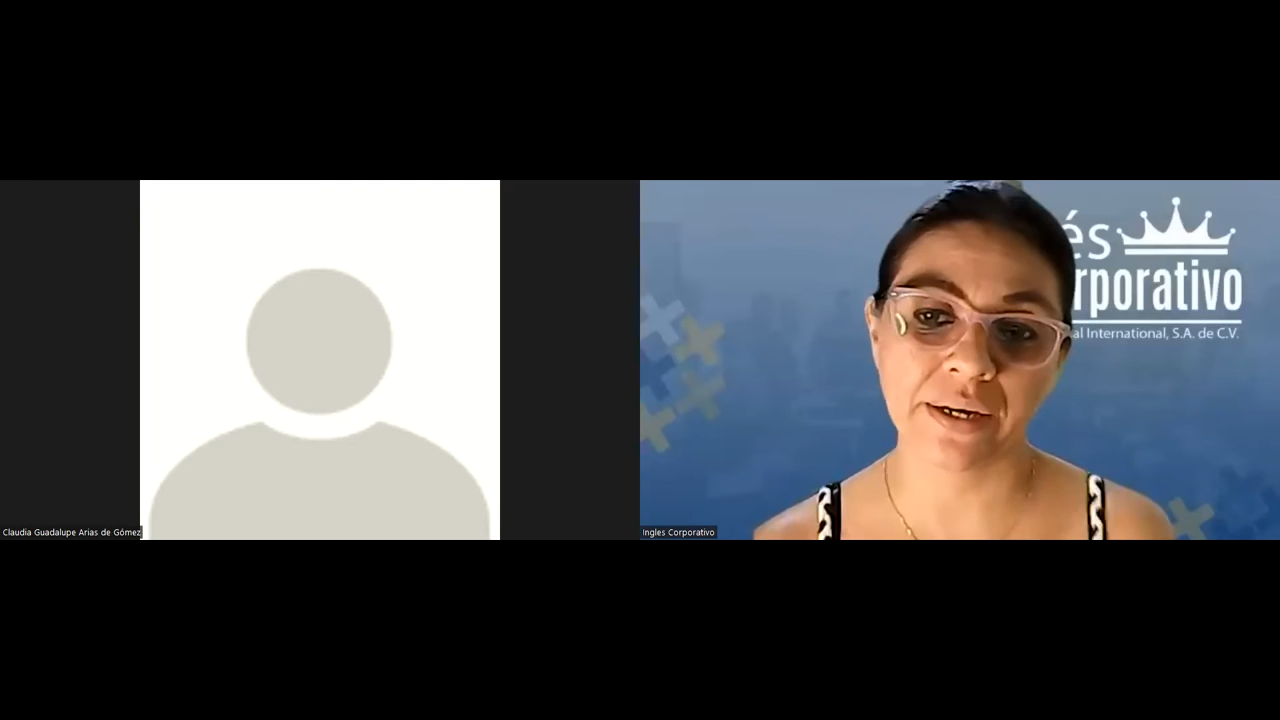 és
rporativo
al International, S.A. de C.V.
Claudia Guadalupe Arias de Gómez
Ingles Corporativo